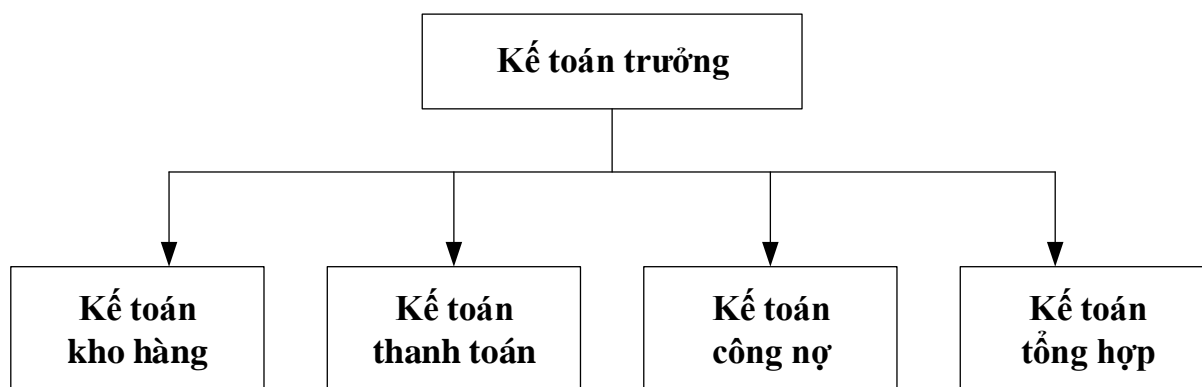 Kế toán trưởng
Kế toán
kho hàng
Kế toán
thanh toán
Kế toán
công nợ
Kế toán
tổng hợp